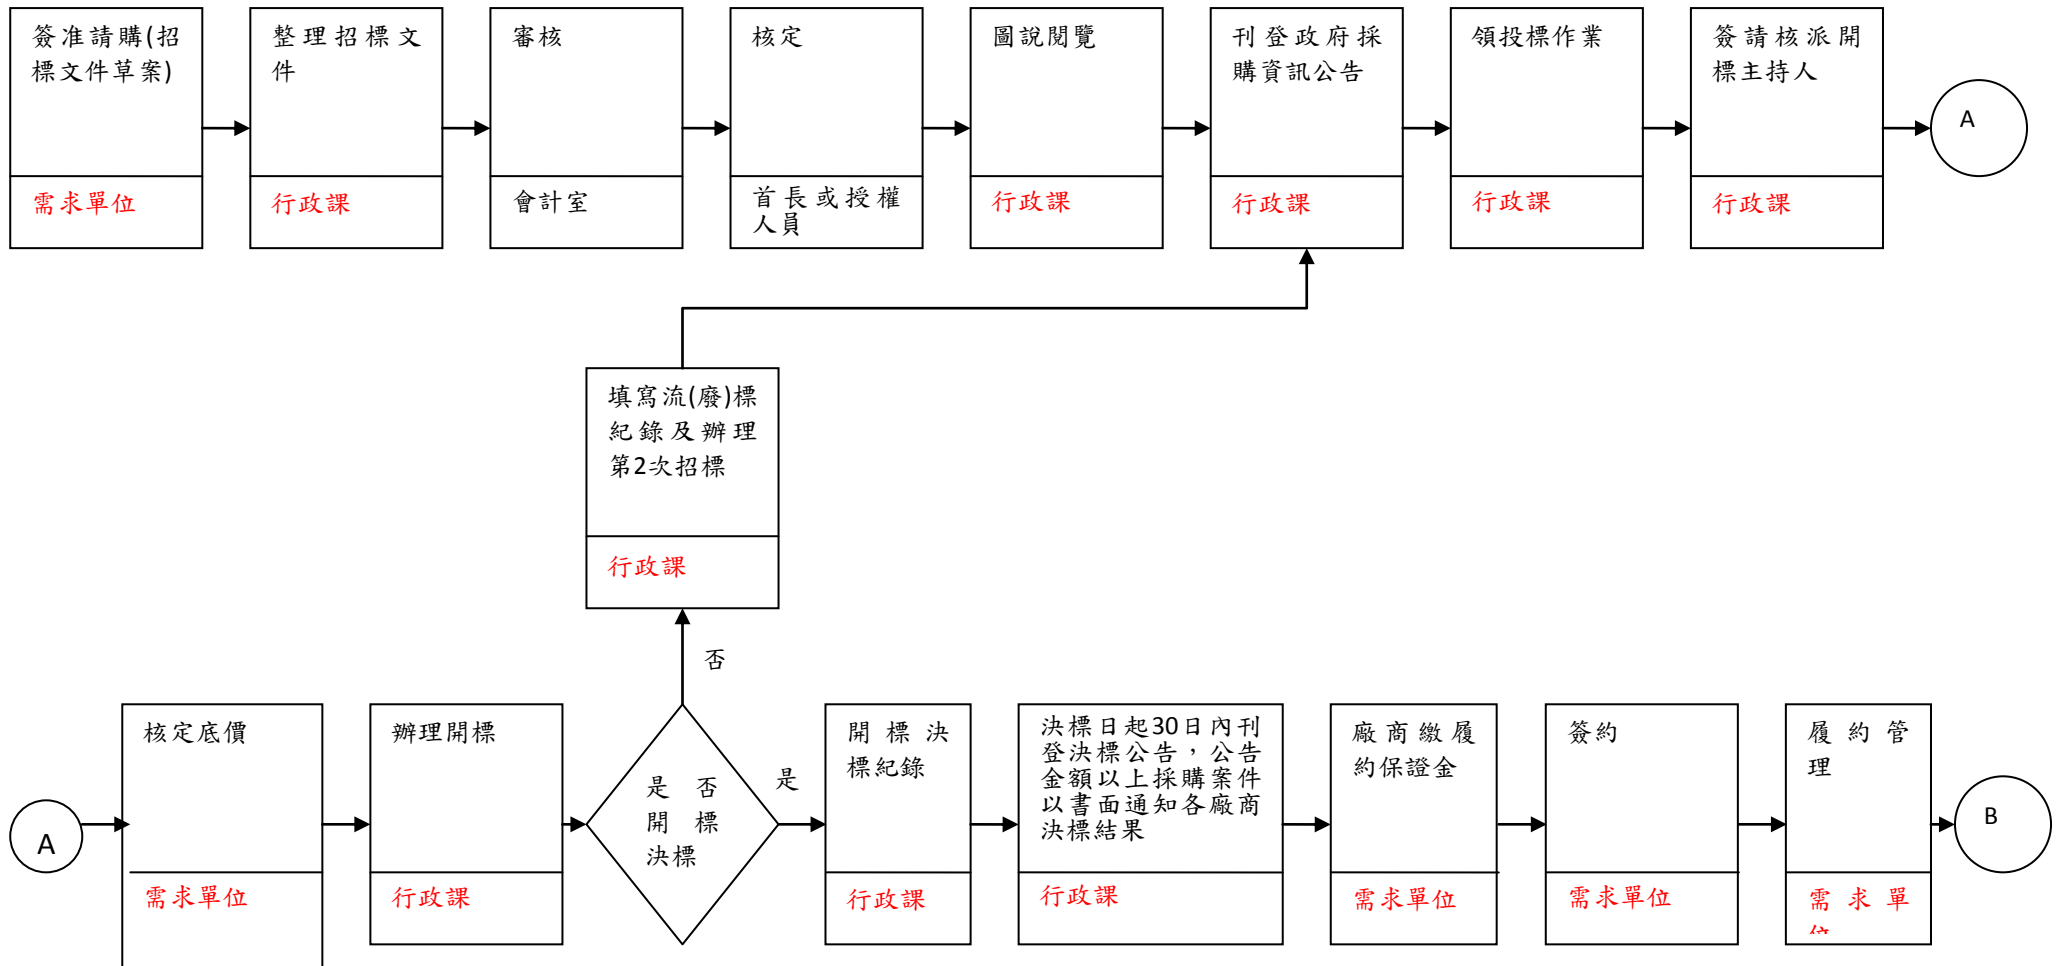 簽准請購(招
標文件草案)
需求單位
整理招標文
件
行政課
審核
會計室
核定
首長或授權
人員
圖說閱覽
行政課
刊登政府採
購資訊公告
行政課
領投標作業
行政課
簽請核派開
標主持人
行政課
A
填寫流(廢)標
紀錄及辦理
第2次招標
行政課
否
A
核定底價
需求單位
辦理開標
行政課
是否
開標
決標
是
開標決
標紀錄
行政課
決標日起30日內刊
登決標公告，公告
金額以上採購案件
以書面通知各廠商
決標結果
行政課
廠商繳履
約保證金
需求單位
簽約
需求單位
履約管
理
需求單
位
B